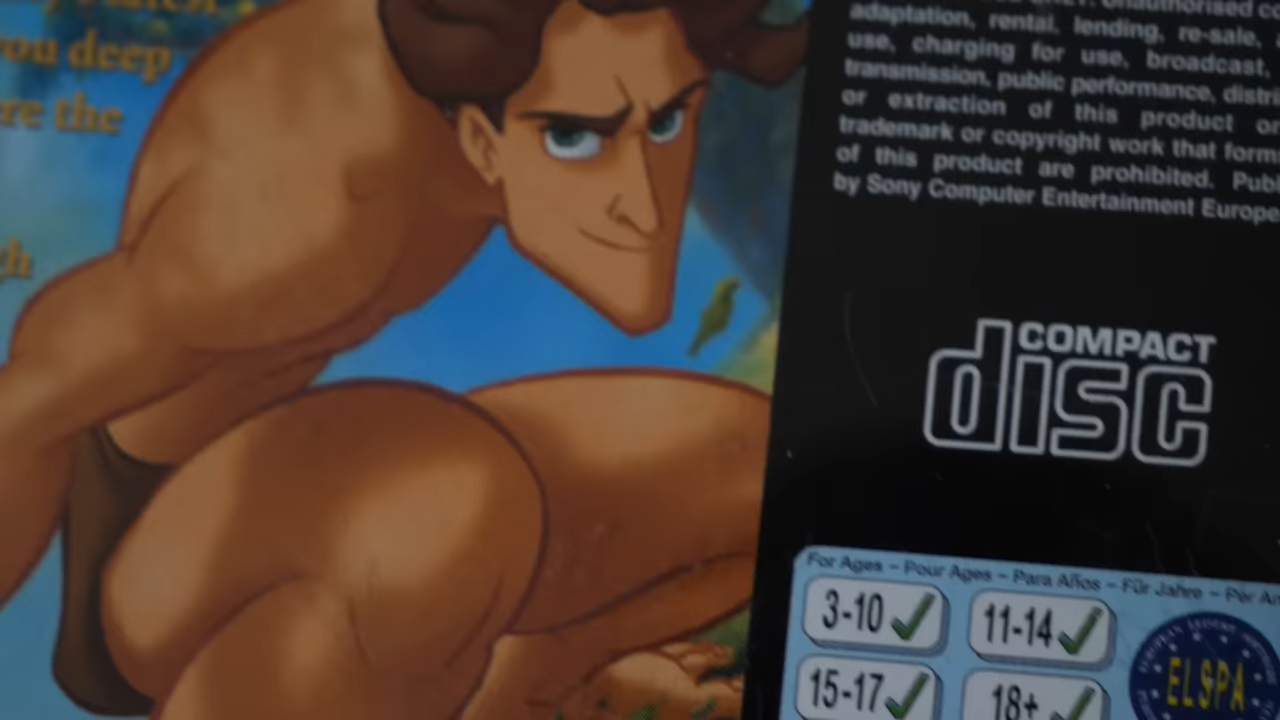 you deep
re the
adaptation, rental, lending, re-sale,
use, charging for use, broadcast,
transmission, public performance, distri
or extraction of this product or
trademark or copyright work that form
of this product are prohibited. Publ
by Sony Computer Entertainment Europe
COMPACT
disc
For Ages – Pour Ages – Para Años – Für Jahre – Per An
3-10 11-14
15-17 18+
ELSPA